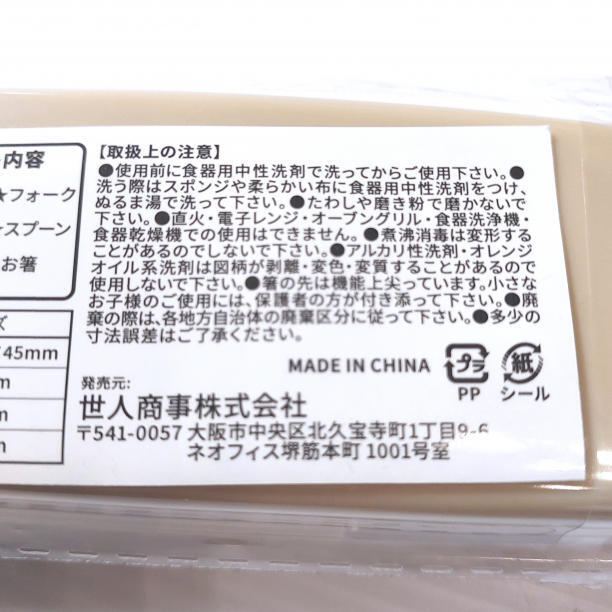 内容
★フォーク
スプーン
お箸
ズ
45mm
m
m
m
【取扱上の注意】
●使用前に食器用中性洗剤で洗ってからご使用下さい。●
洗う際はスポンジや柔らかい布に食器用中性洗剤をつけ、
ぬるま湯で洗って下さい。●たわしや磨き粉で磨かないで
下さい。●直火・電子レンジ・オーブングリル・食器洗浄機・
食器乾燥機での使用はできません。●煮沸消毒は変形する
ことがあるのでしないで下さい。●アルカリ性洗剤・オレンジ
オイル系洗剤は図柄が剥離・変色・変質することがあるので
使用しないで下さい。●箸の先は機能上尖っています。小さな
お子様のご使用には、保護者の方が付き添って下さい。●廃
棄の際は、各地方自治体の廃棄区分に従って下さい。●多少の
寸法誤差はご了承ください。
MADE IN CHINA
プラ
PP
紙
シール
発売元:
世人商事株式会社
〒541-0057 大阪市中央区北久宝寺町1丁目9-6
ネオフィス堺筋本町 1001号室